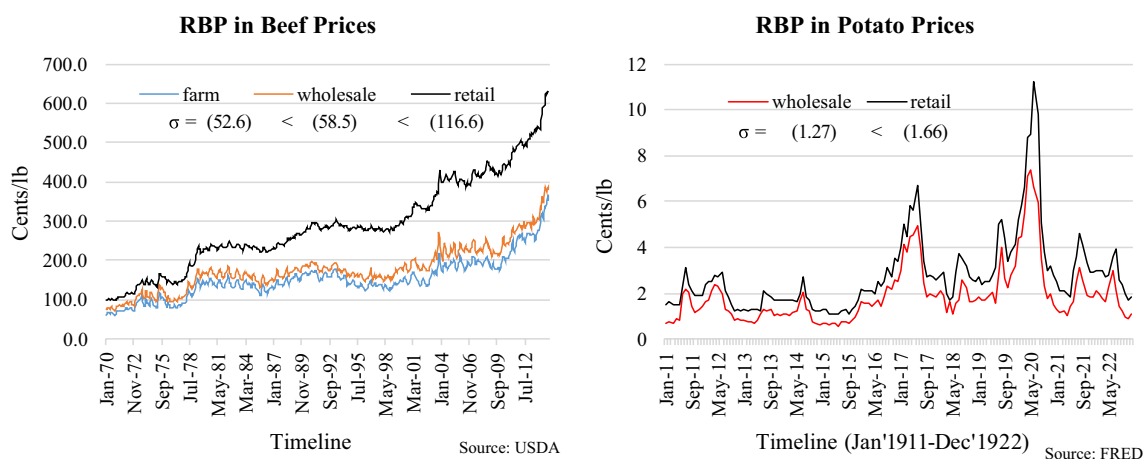 RBP in Beef Prices
700.0
600.0
500.0
400.0
300.0
200.0
100.0
0.0
Cents/lb
farm wholesale retail
σ = (52.6) < (58.5) < (116.6)
Jan-70
Nov-72
Sep-75
Jul-78
May-81
Mar-84
Jan-87
Nov-89
Sep-92
Jul-95
May-98
Mar-01
Jan-04
Nov-06
Sep-09
Jul-12
Timeline
Source: USDA
RBP in Potato Prices
12
10
8
6
4
2
0
Cents/lb
wholesale retail
σ = (1.27) < (1.66)
Jan-11
Sep-11
May-12
Jan-13
Sep-13
May-14
Jan-15
Sep-15
May-16
Jan-17
Sep-17
May-18
Jan-19
Sep-19
May-20
Jan-21
Sep-21
May-22
Timeline (Jan'1911-Dec'1922)
Source: FRED